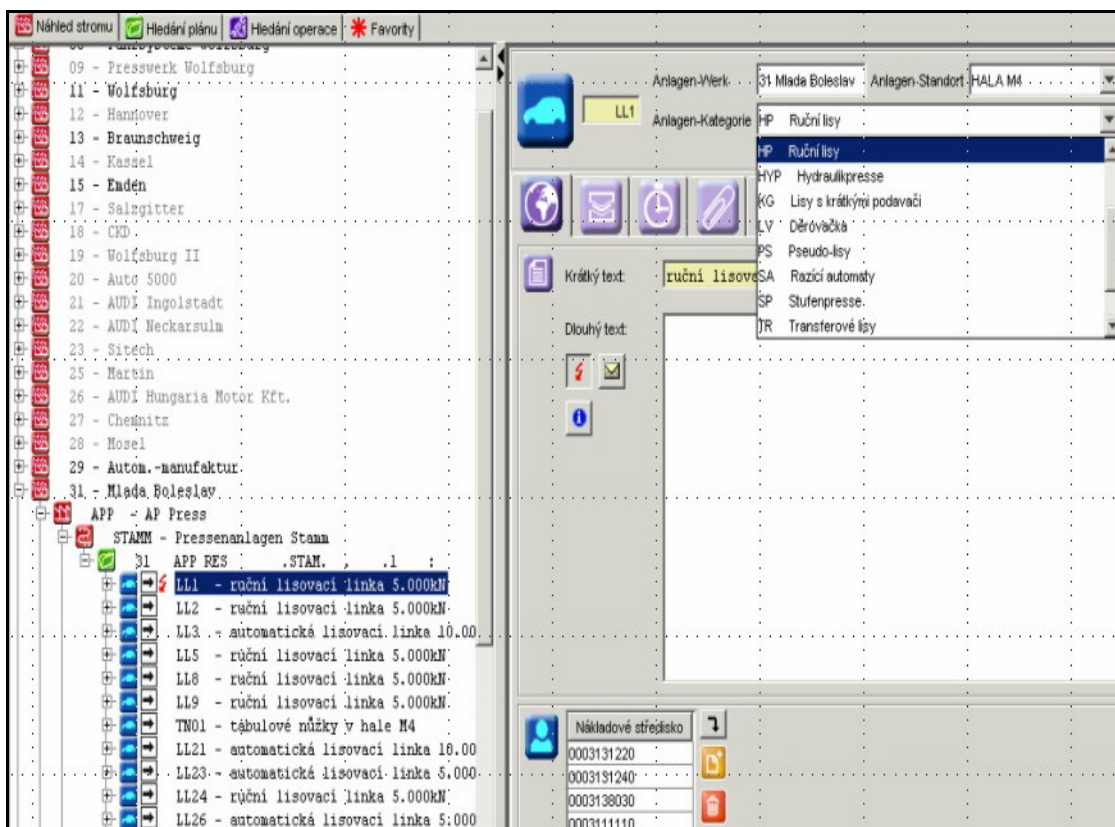 Náhled stromu
Hledání plánu
Hledání operace
Favority
09 - Presswerk Wolfsburg
11 - Wolfsburg
12 - Hannover
13 - Braunschweig
14 - Kassel
15 - Emden
17 - Salzgitter
18 - CKD
19 - Wolfsburg II
20 - Auto 5000
21 - AUDI Ingolstadt
22 - AUDI Neckarsulm
23 - Sitech
25 - Martin
26 - AUDI Hungaria Motor Kft.
27 - Chemnitz
28 - Mosel
29 - Autom.-manufaktur
31 - Mlada Boleslav
APP - AP Press
STAMM - Pressenanlagen Stamm
31 APP RES .STAM. , .1 :
LL1 - ruční lisovací linka 5.000kN
LL2 - ruční lisovací linka 5.000kN
LL3 - automatická lisovací linka 10.00
LL5 - ruční lisovací linka 5.000kN
LL8 - ruční lisovací linka 5.000kN
LL9 - ruční lisovací linka 5.000kN
TN01 - tabulové nůžky v hale M4
LL21 - automatická lisovací linka 10.00
LL23 - automatická lisovací linka 5.000
LL24 - ruční lisovací linka 5.000kN
LL26 - automatická lisovací linka 5.000
LL1
Anlagen-Werk 31 Mlada Boleslav Anlagen-Standort HALA M4
Anlagen-Kategorie HP Ruční lisy
HP Ruční lisy
HYP Hydraulikpresse
KG Lisy s krátkými podavači
LV Děrovačka
PS Pseudo-lisy
SA Razící automaty
SP Stufenpresse
TR Transferové lisy
Krátký text: ruční lisova
Dlouhý text:
Nákladové středisko
0003131220
0003131240
0003138030
0003111110